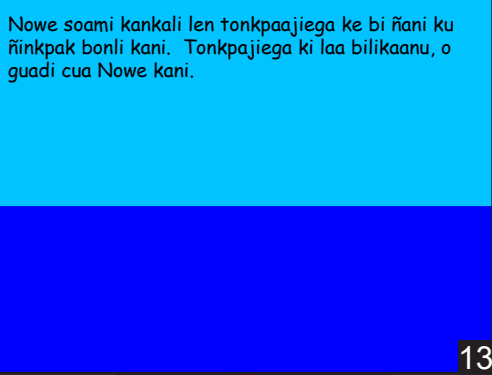 Nowe soami kankali len tonkpaajiega ke bi ñani ku
ñinkpak bonli kani.  Tonkpajiega ki laa bilikaanu, o
guadi cua Nowe kani.
13